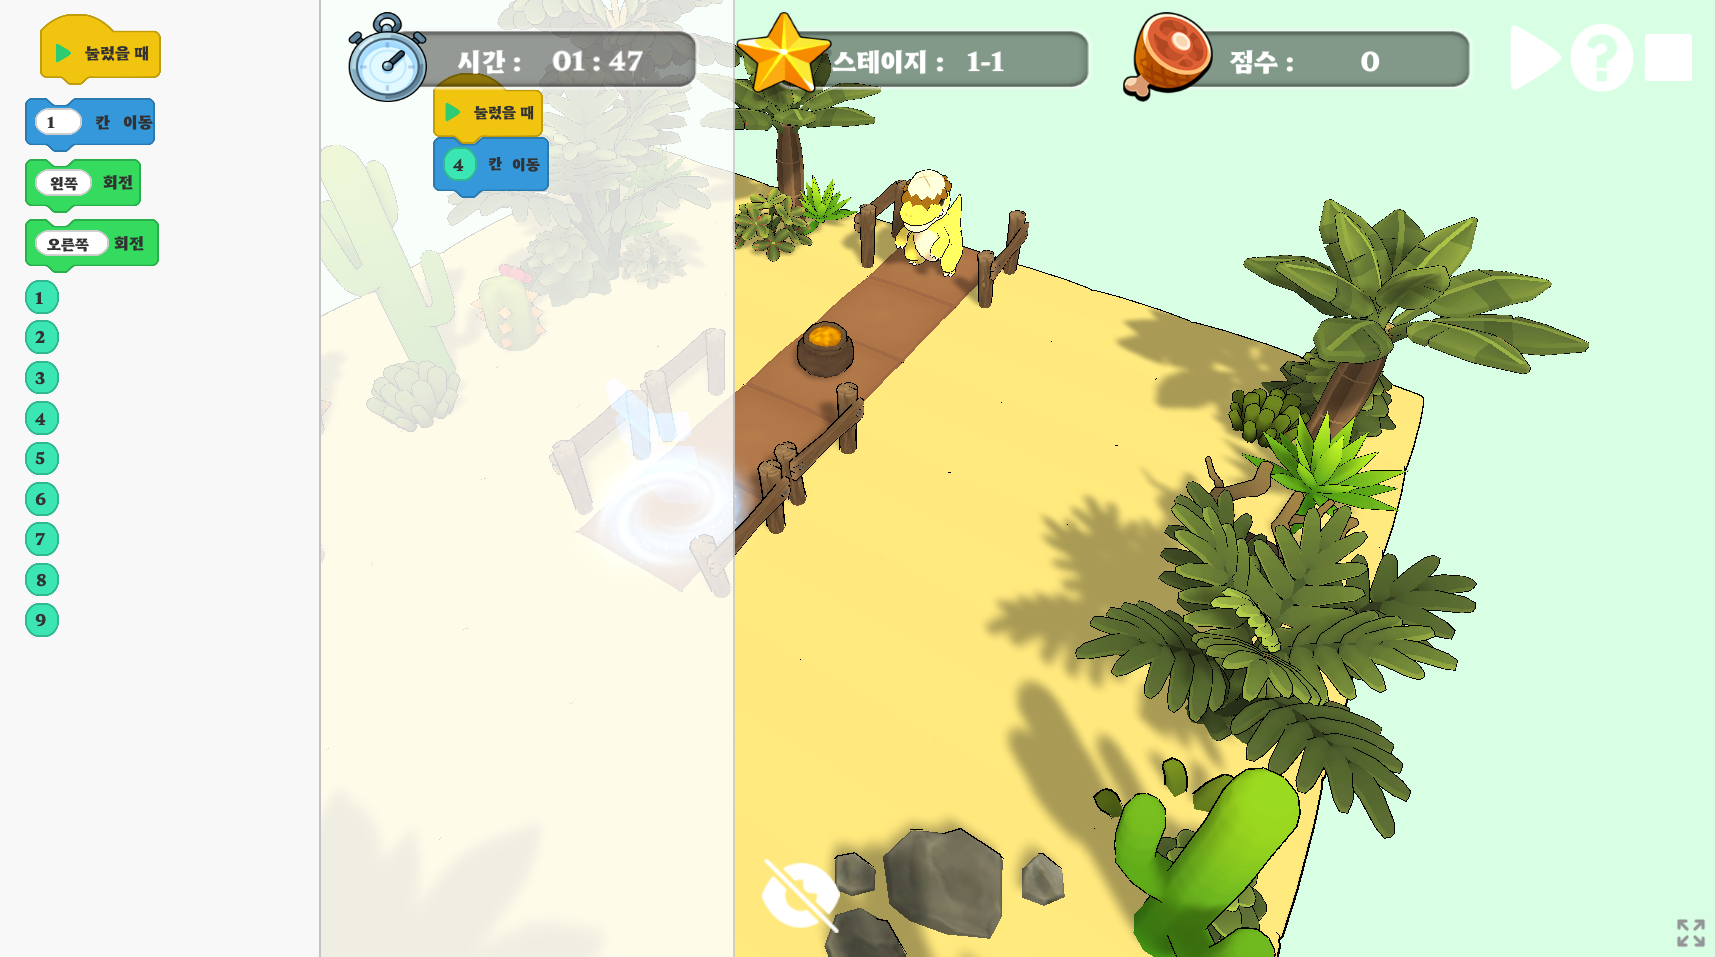 눌렀을 때
1 칸 이동
왼쪽 회전
오른쪽 회전
1
2
3
4
5
6
7
8
9
시간 : 01 : 47
스테이지 : 1-1
점수 : 0
?
눌렀을 때
4 칸 이동